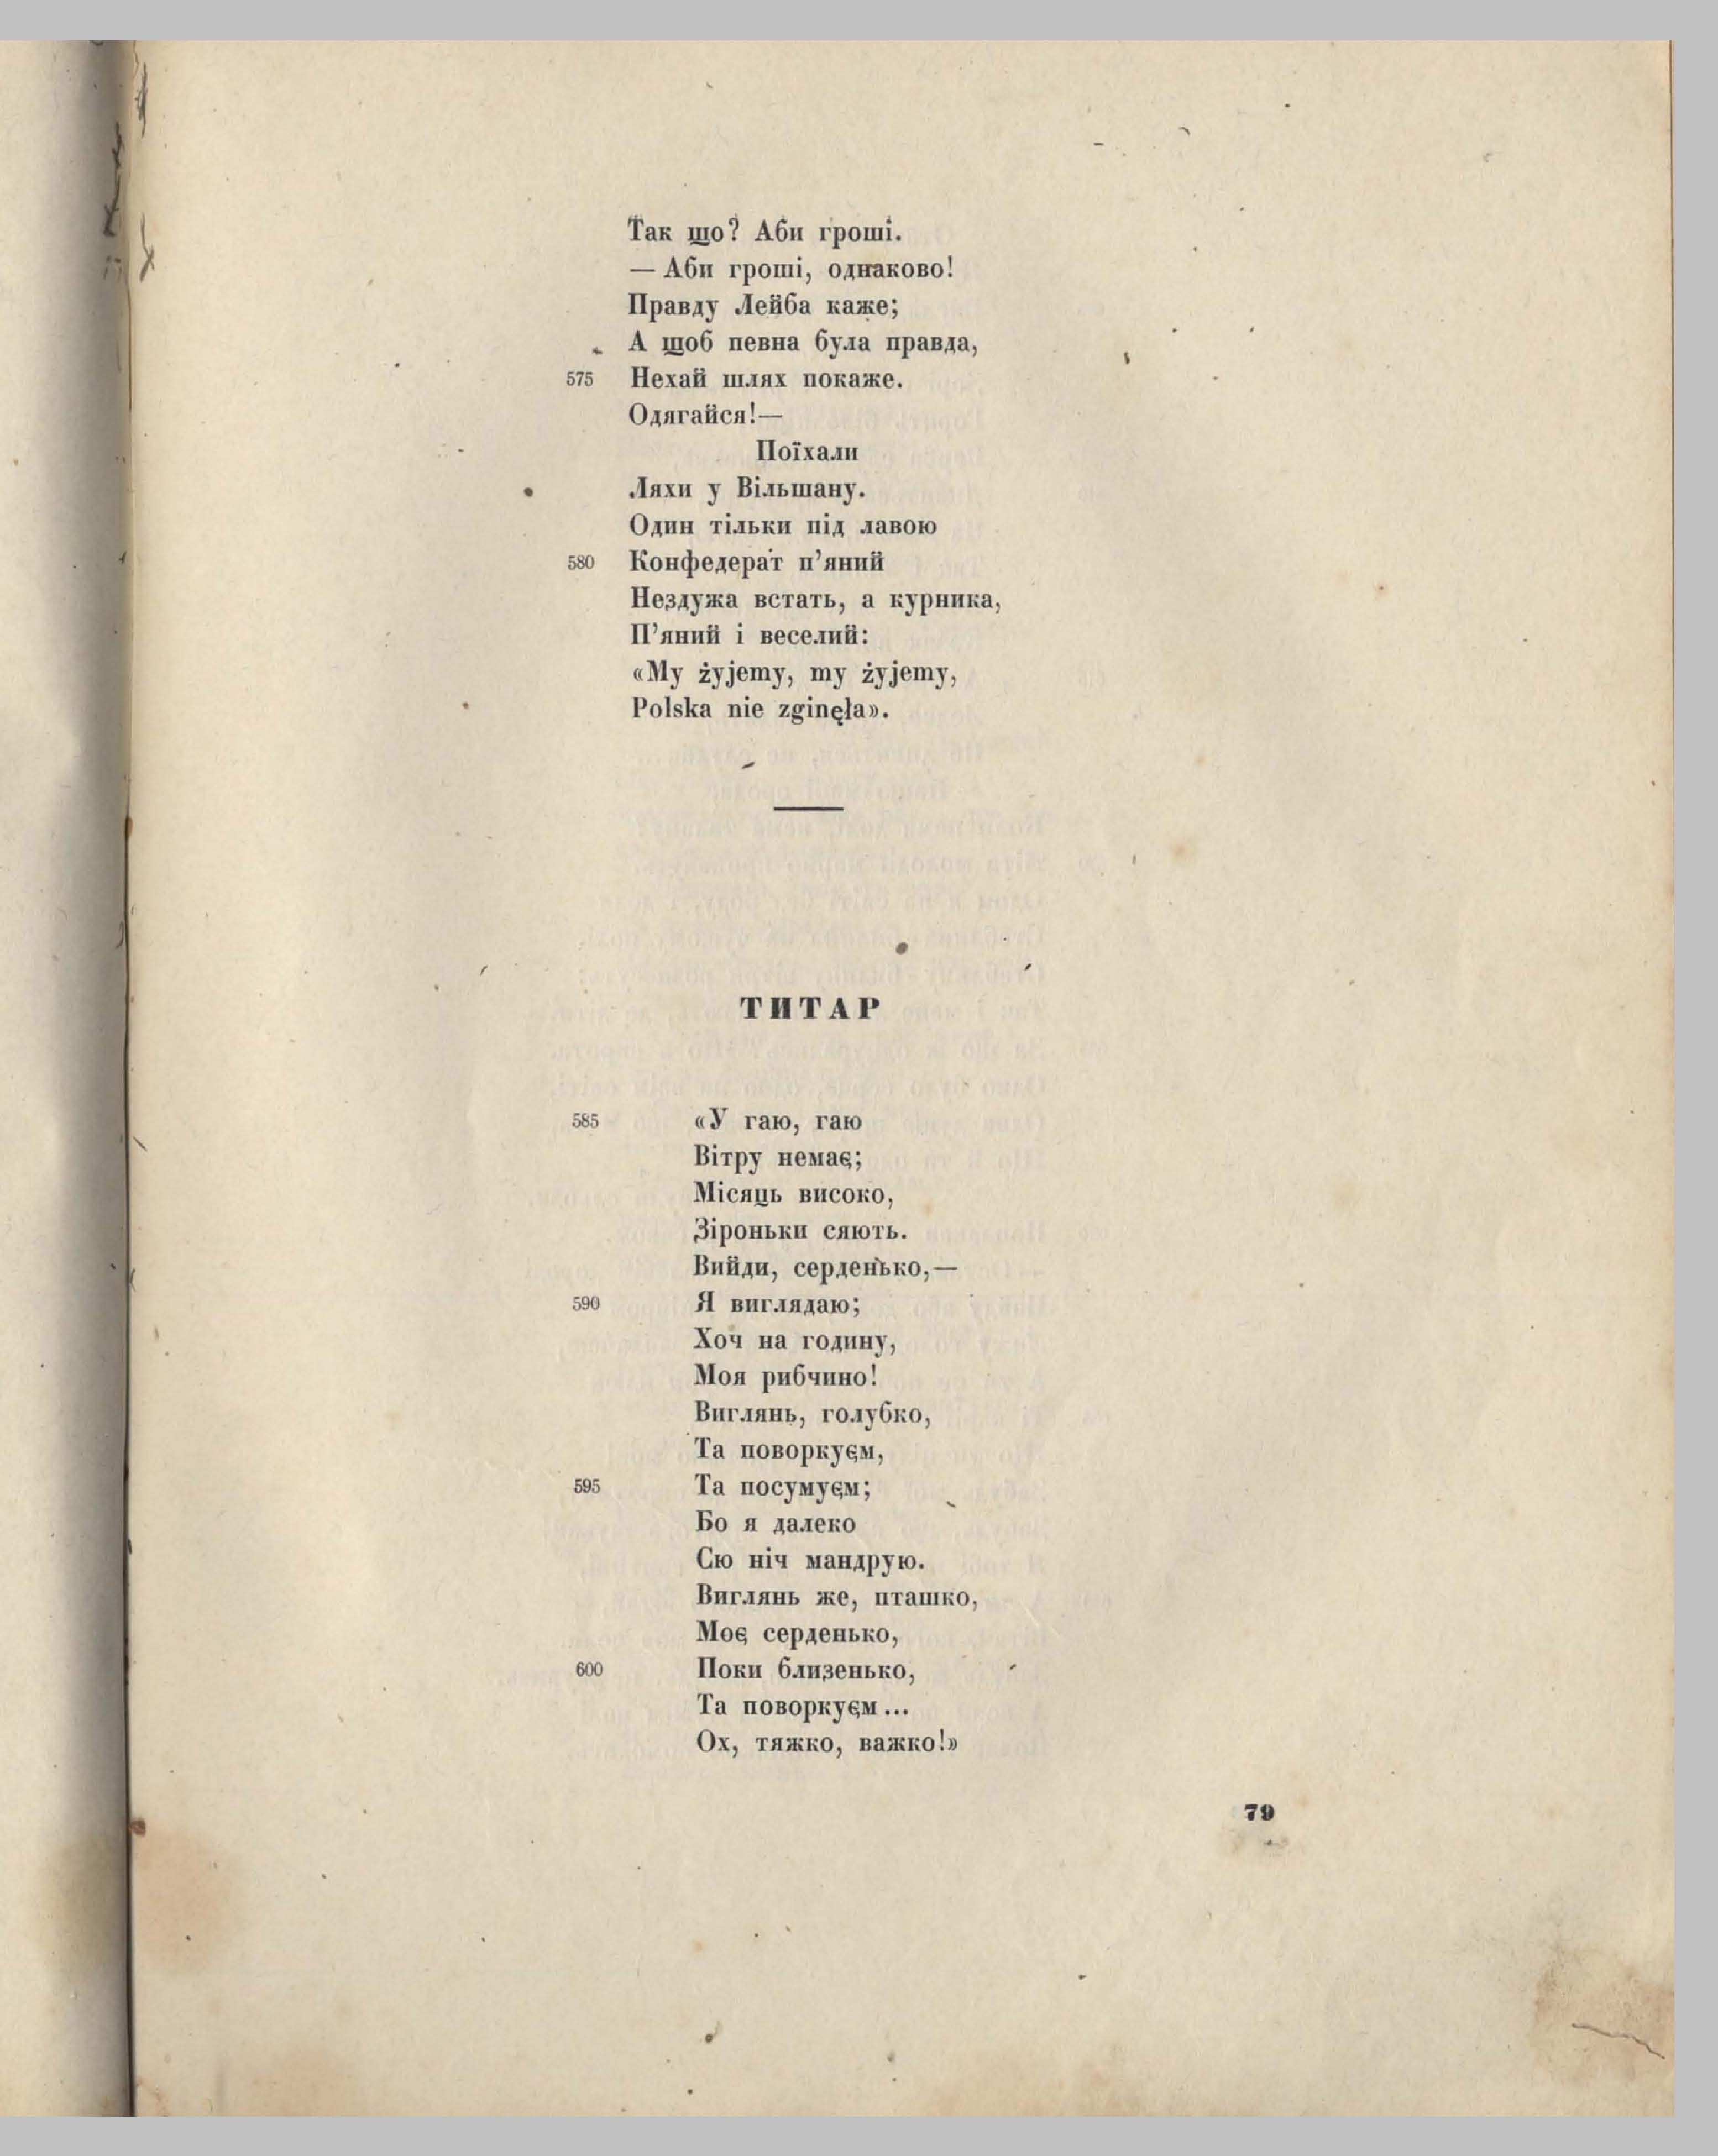 Так що? Аби гроші.
— Аби гроші, однаково!
Правду Лейба каже;
А щоб певна була правда,
575 Нехай шлях покаже.
Одягайся!—
Поїхали
Ляхи у Вільшану.
Один тільки під лавою
580 Конфедерат п’яний
Нездужа встать, а курника,
П’яний і веселий:
«My żyjemy, my żyjemy,
Polska nie zginęła».
ТИТАР
585 «У гаю, гаю
Вітру немає;
Місяць високо,
Зіроньки сяють.
Вийди, серденько,—
590 Я виглядаю;
Хоч на годину,
Моя рибчино!
Виглянь, голубко,
Та поворкуєм,
595 Та посумуєм;
Бо я далеко
Сю ніч мандрую.
Виглянь же, пташко,
Моє серденько,
600 Поки близенько,
Та поворкуєм...
Ох, тяжко, важко!»
79